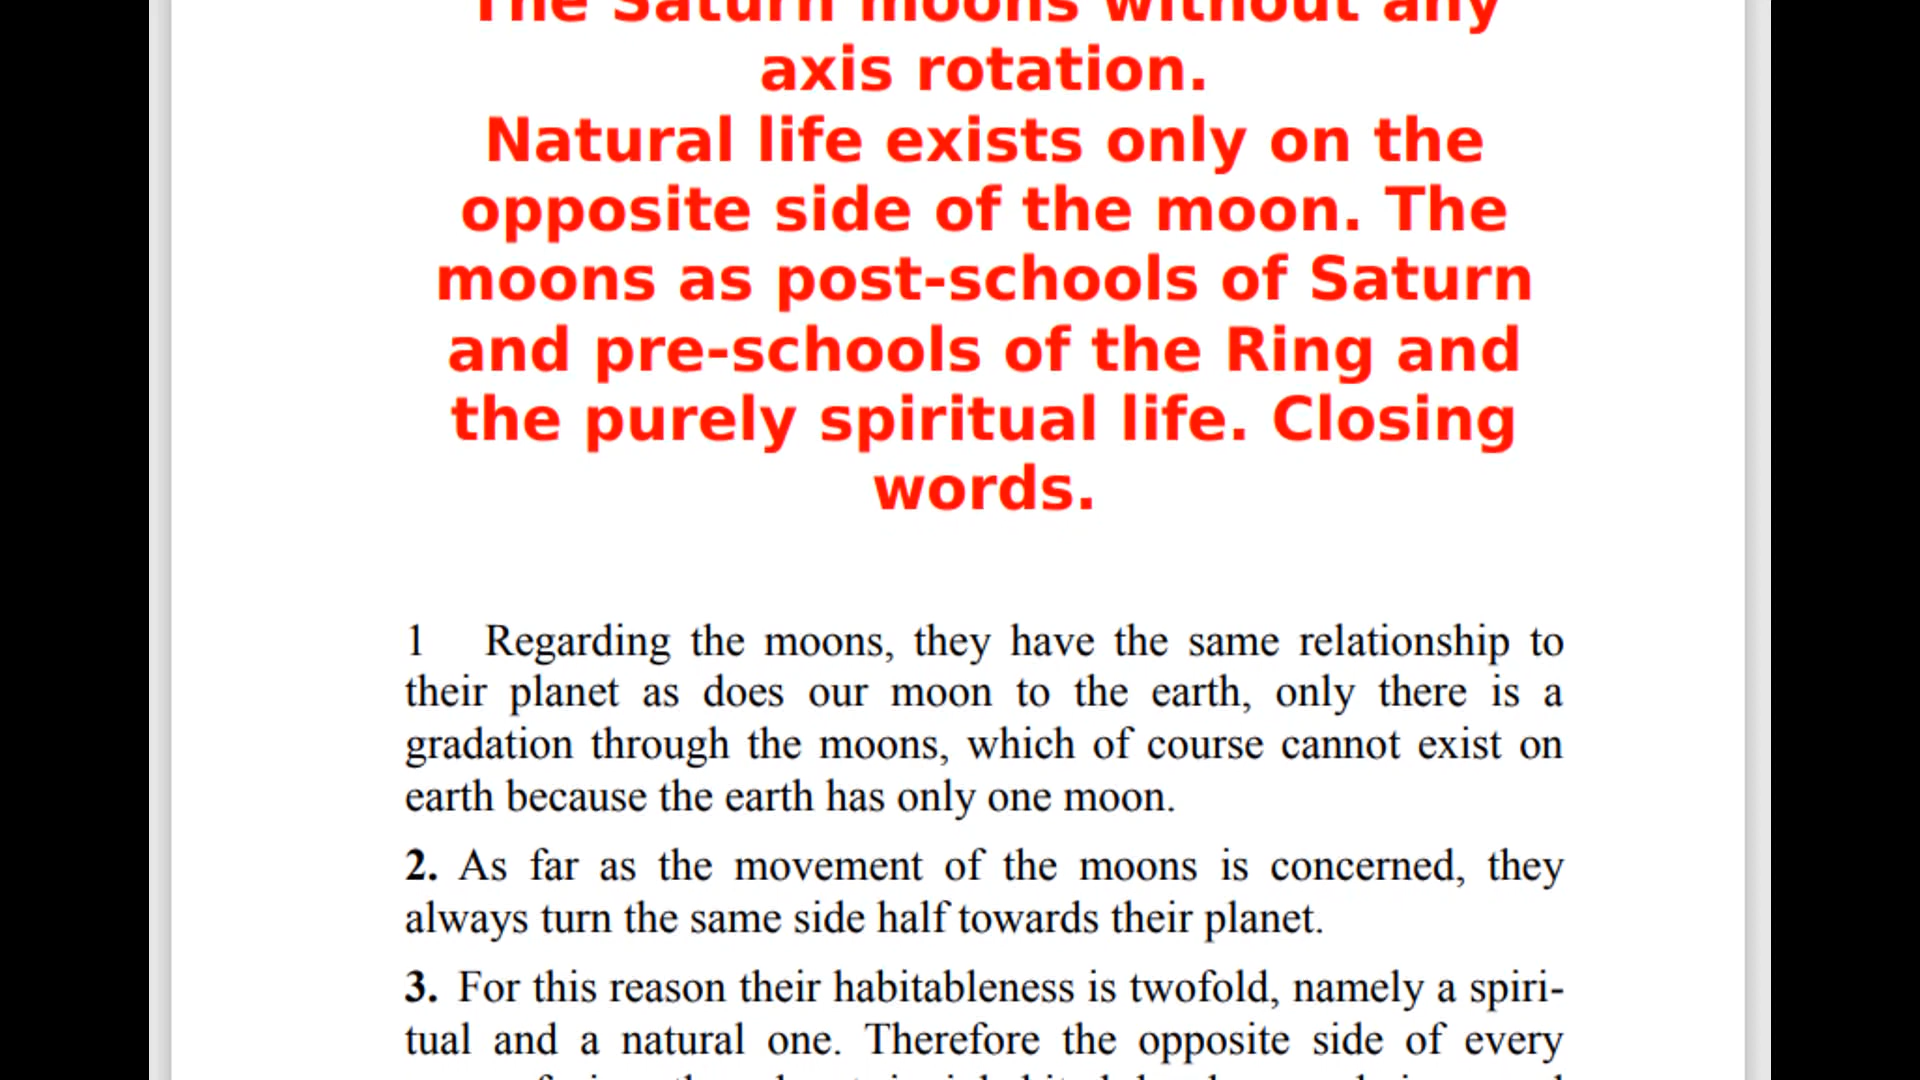 The Saturn moons without any
axis rotation.
Natural life exists only on the
opposite side of the moon. The
moons as post-schools of Saturn
and pre-schools of the Ring and
the purely spiritual life. Closing
words.
1 Regarding the moons, they have the same relationship to
their planet as does our moon to the earth, only there is a
gradation through the moons, which of course cannot exist on
earth because the earth has only one moon.
2. As far as the movement of the moons is concerned, they
always turn the same side half towards their planet.
3. For this reason their habitableness is twofold, namely a spiri-
tual and a natural one. Therefore the opposite side of every